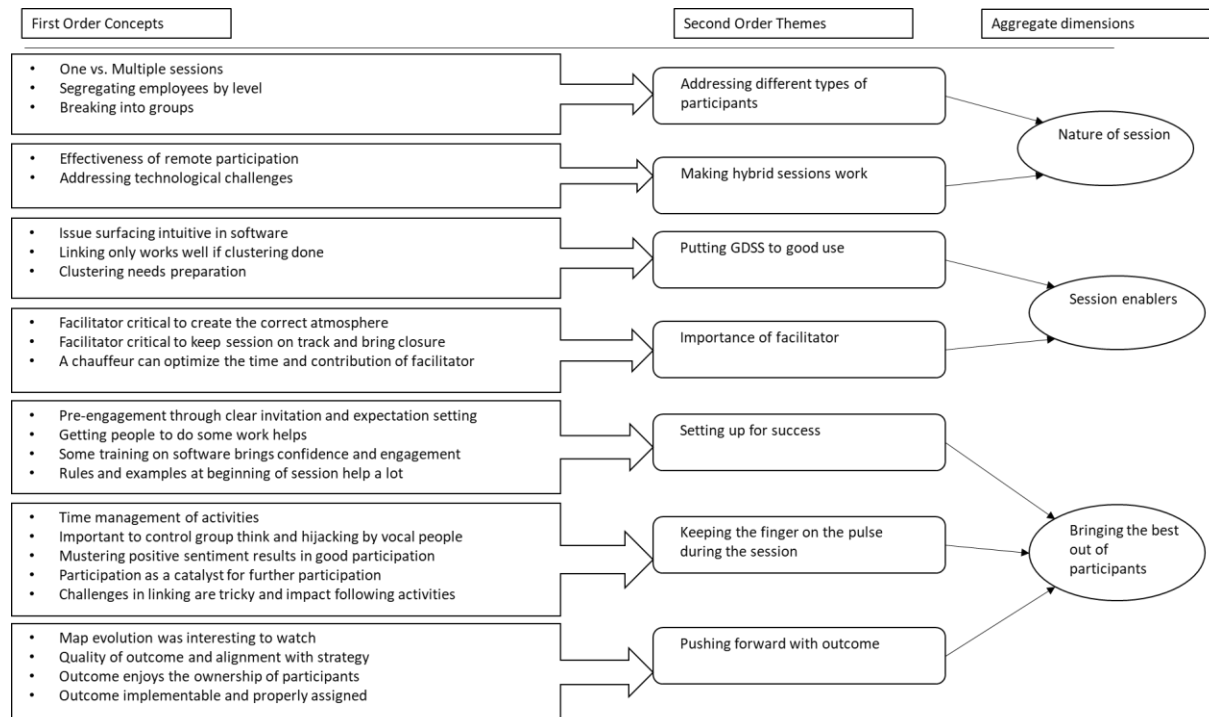 First Order Concepts
Second Order Themes
Aggregate dimensions
• One vs. Multiple sessions
• Segregating employees by level
• Breaking into groups
Addressing different types of
participants
Nature of session
• Effectiveness of remote participation
• Addressing technological challenges
Making hybrid sessions work
• Issue surfacing intuitive in software
• Linking only works well if clustering done
• Clustering needs preparation
Putting GDSS to good use
Session enablers
• Facilitator critical to create the correct atmosphere
• Facilitator critical to keep session on track and bring closure
• A chauffeur can optimize the time and contribution of facilitator
Importance of facilitator
• Pre-engagement through clear invitation and expectation setting
• Getting people to do some work helps
• Some training on software brings confidence and engagement
• Rules and examples at beginning of session help a lot
Setting up for success
• Time management of activities
• Important to control group think and hijacking by vocal people
• Mustering positive sentiment results in good participation
• Participation as a catalyst for further participation
• Challenges in linking are tricky and impact following activities
Keeping the finger on the pulse
during the session
Bringing the best
out of
participants
• Map evolution was interesting to watch
• Quality of outcome and alignment with strategy
• Outcome enjoys the ownership of participants
• Outcome implementable and properly assigned
Pushing forward with outcome